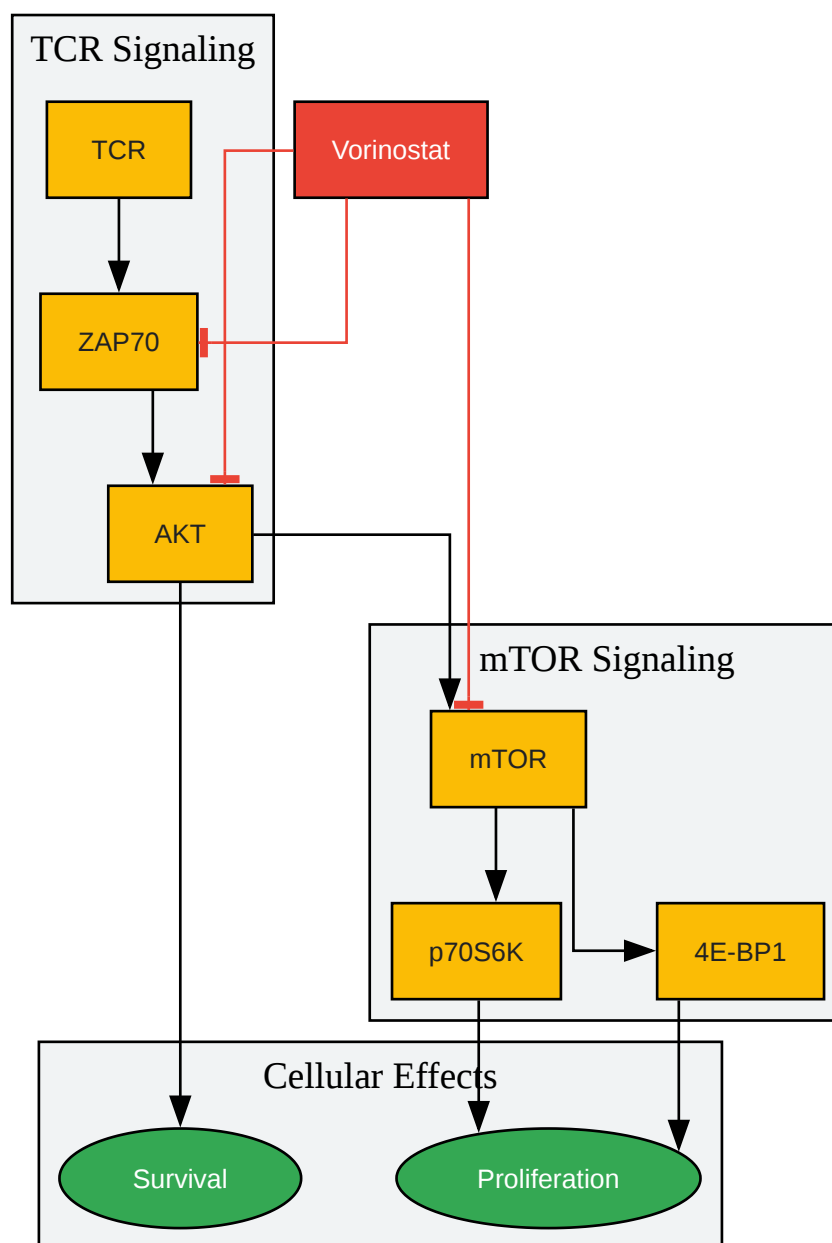 TCR Signaling
TCR
Vorinostat
ZAP70
AKT
mTOR Signaling
mTOR
p70S6K
4E-BP1
Cellular Effects
Survival
Proliferation